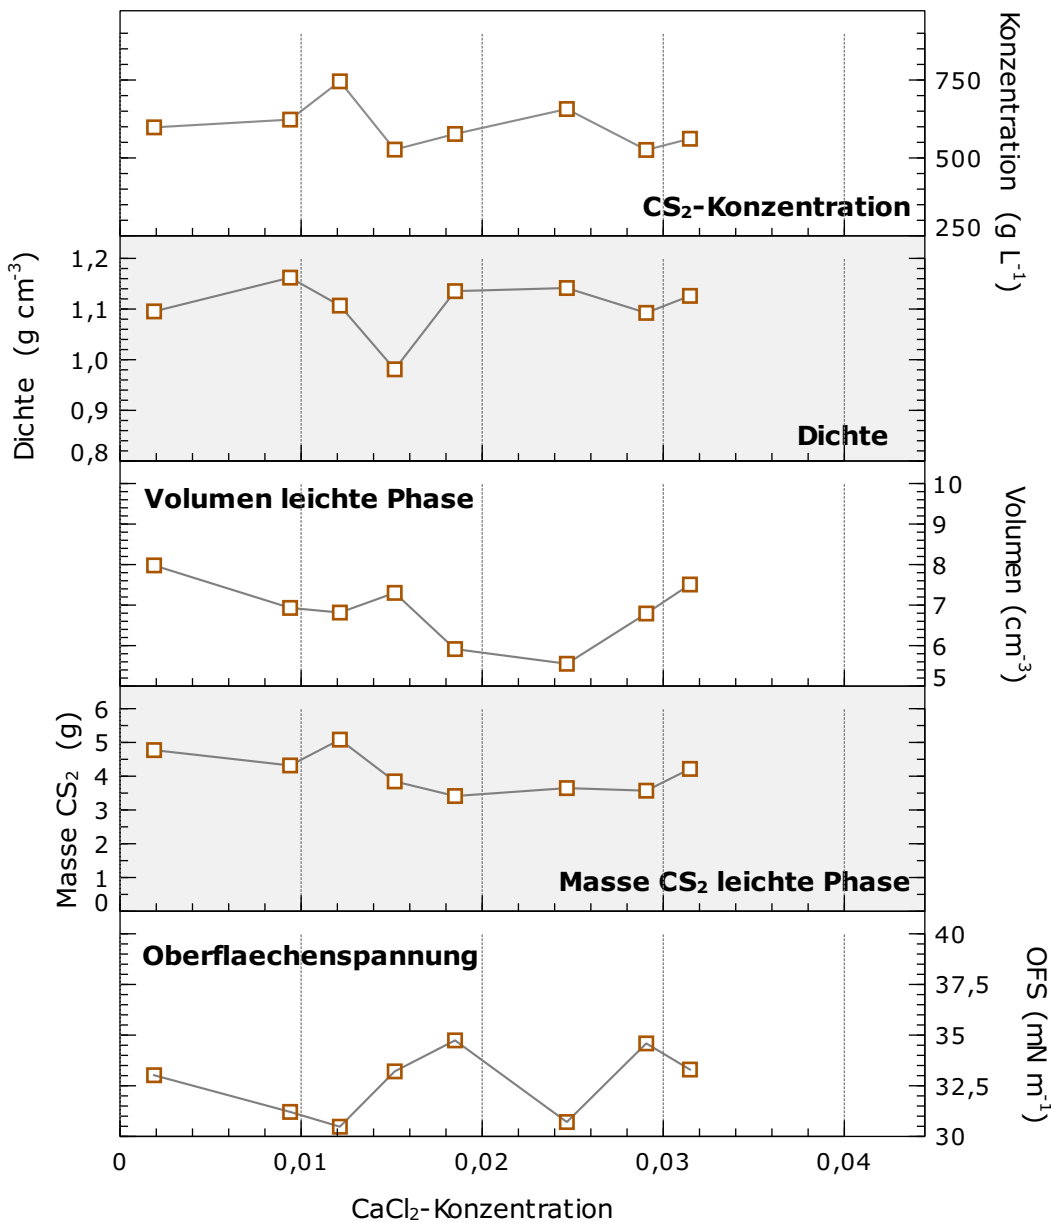 750
500
250
Konzentration (g L⁻¹)
CS₂-Konzentration
1,2
1,1
1,0
0,9
0,8
Dichte (g cm⁻³)
Dichte
Volumen leichte Phase
10
9
8
7
6
5
Volumen (cm⁻³)
6
5
4
3
2
1
0
Masse CS₂ (g)
Masse CS₂ leichte Phase
Oberflaechenspannung
40
37,5
35
32,5
30
OFS (mN m⁻¹)
0 0,01 0,02 0,03 0,04
CaCl₂-Konzentration